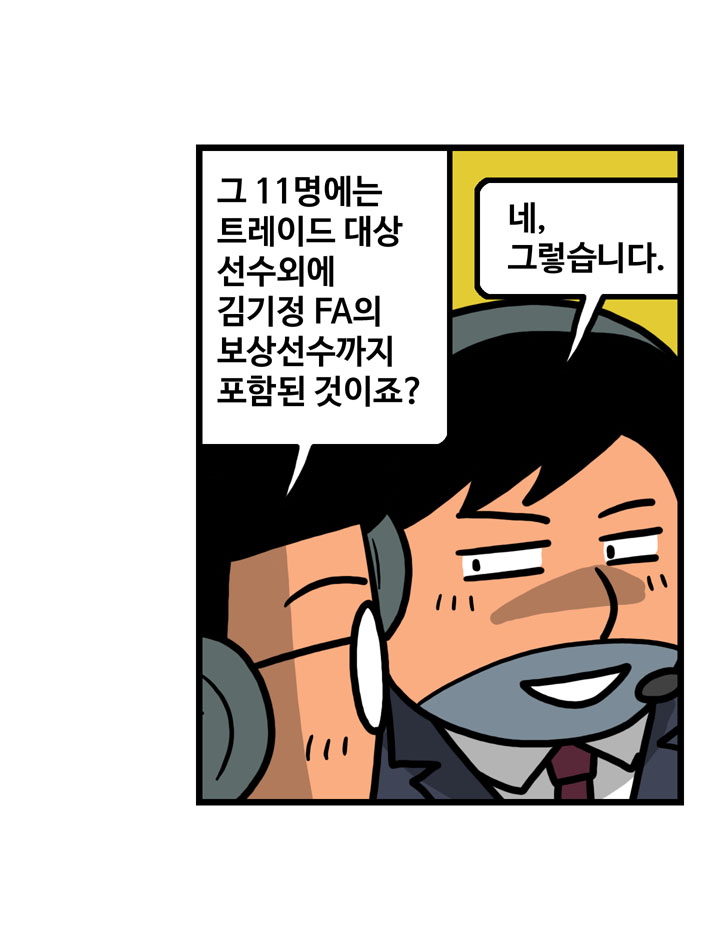 그 11명에는
트레이드 대상
선수외에
김기정 FA의
보상선수까지
포함된 것이죠?
네,
그렇습니다.